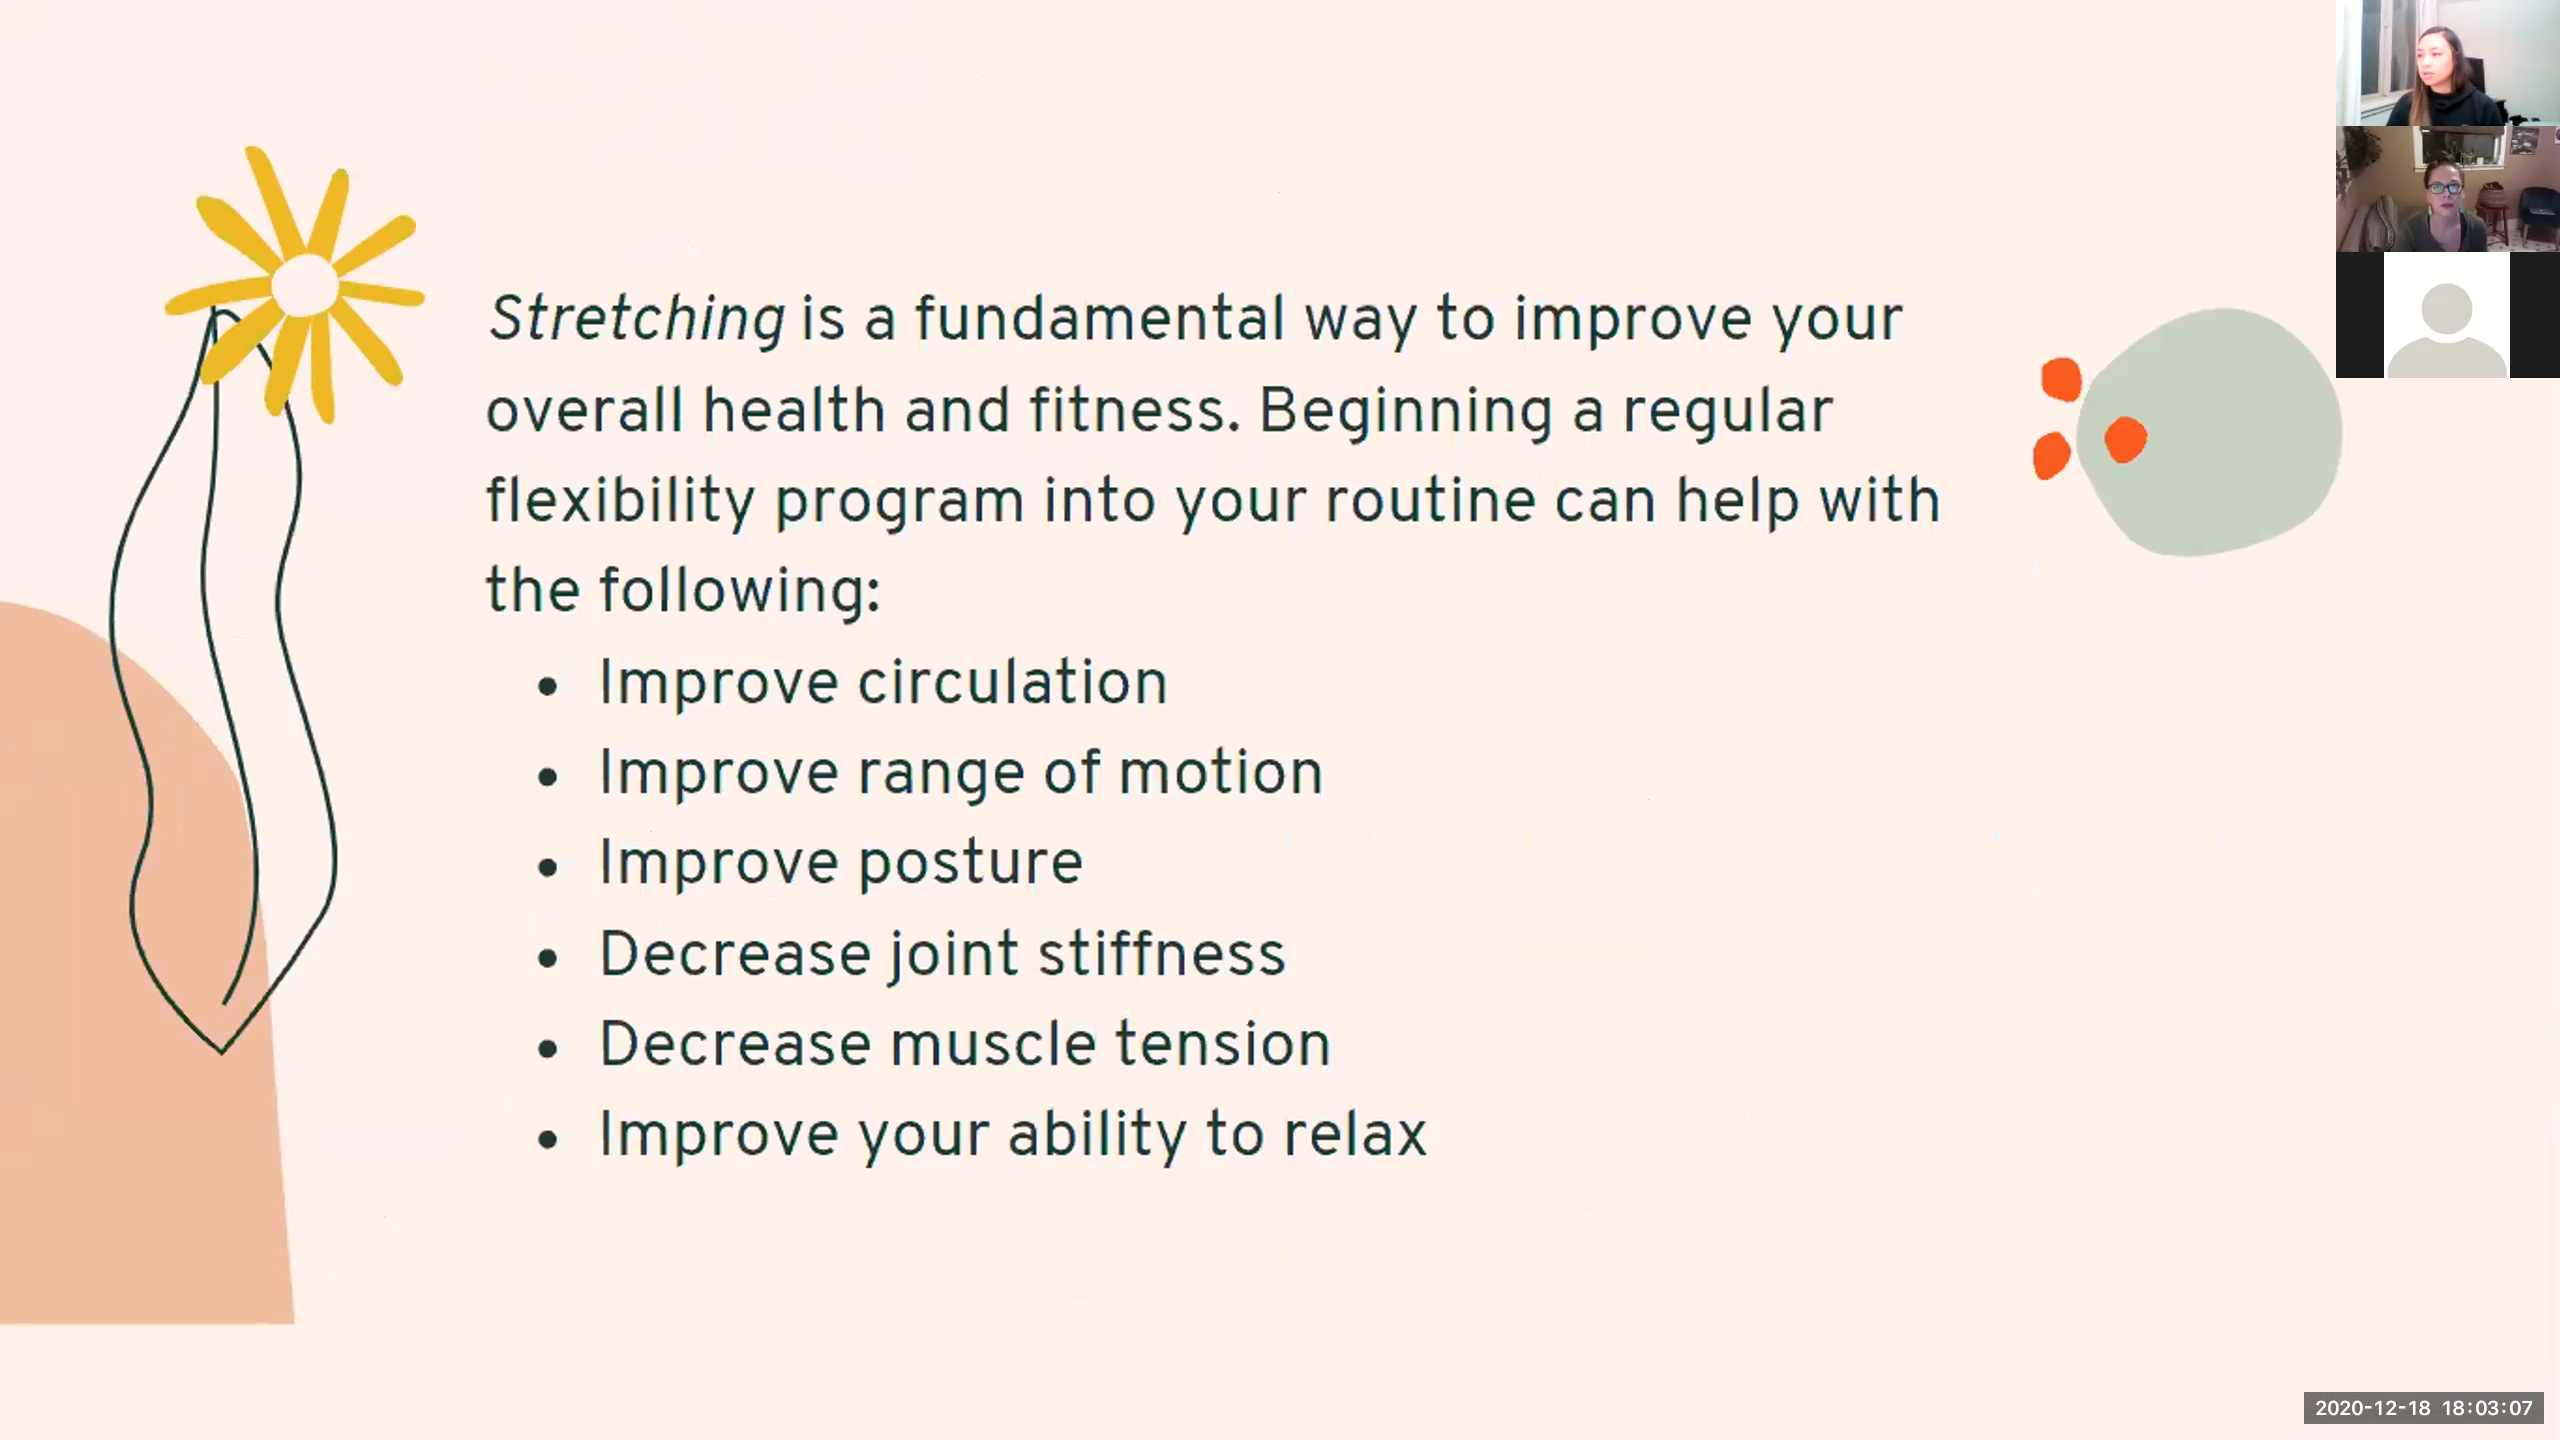 Stretching is a fundamental way to improve your
overall health and fitness. Beginning a regular
flexibility program into your routine can help with
the following:
• Improve circulation
• Improve range of motion
• Improve posture
• Decrease joint stiffness
• Decrease muscle tension
• Improve your ability to relax
2020-12-18 18:03:07